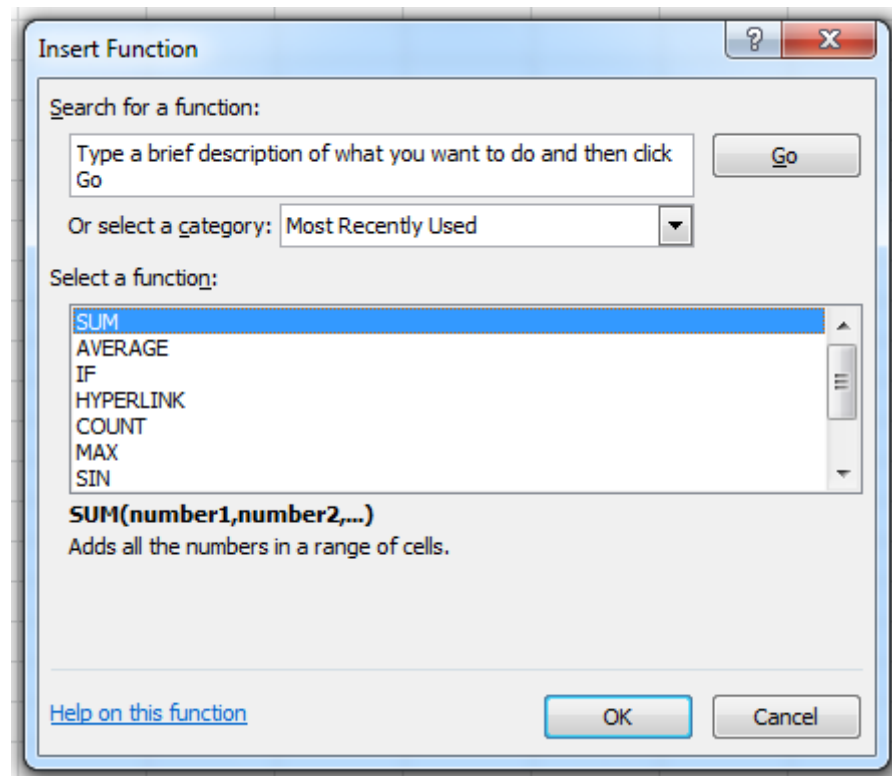 Insert Function
?
X
Search for a function:
Type a brief description of what you want to do and then click
Go
Go
Or select a category: Most Recently Used
Select a function:
SUM
AVERAGE
IF
HYPERLINK
COUNT
MAX
SIN
SUM(number1,number2,...)
Adds all the numbers in a range of cells.
Help on this function
OK
Cancel